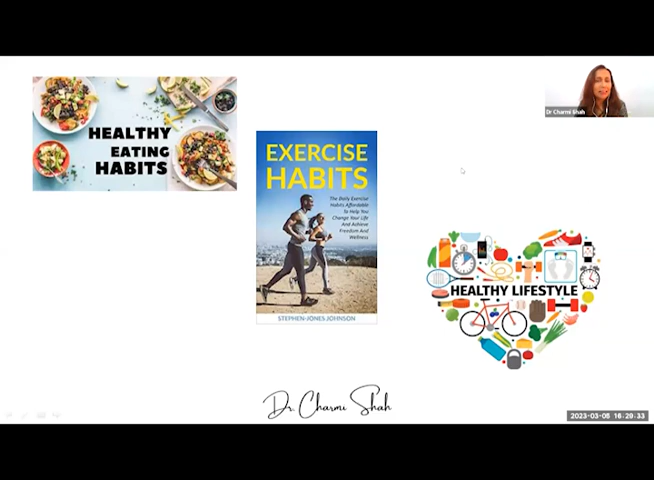 HEALTHY
EATING
HABITS
EXERCISE
HABITS
The Daily Exercise
Habits Affordable
To Help You
Change Your Life
And Achieve
Freedom And
Wellness
STEPHEN-JONES JOHNSON
Dr Charmi Shah
HEALTHY LIFESTYLE
Dr. Charmi Shah
2023-03-08 16:29:33